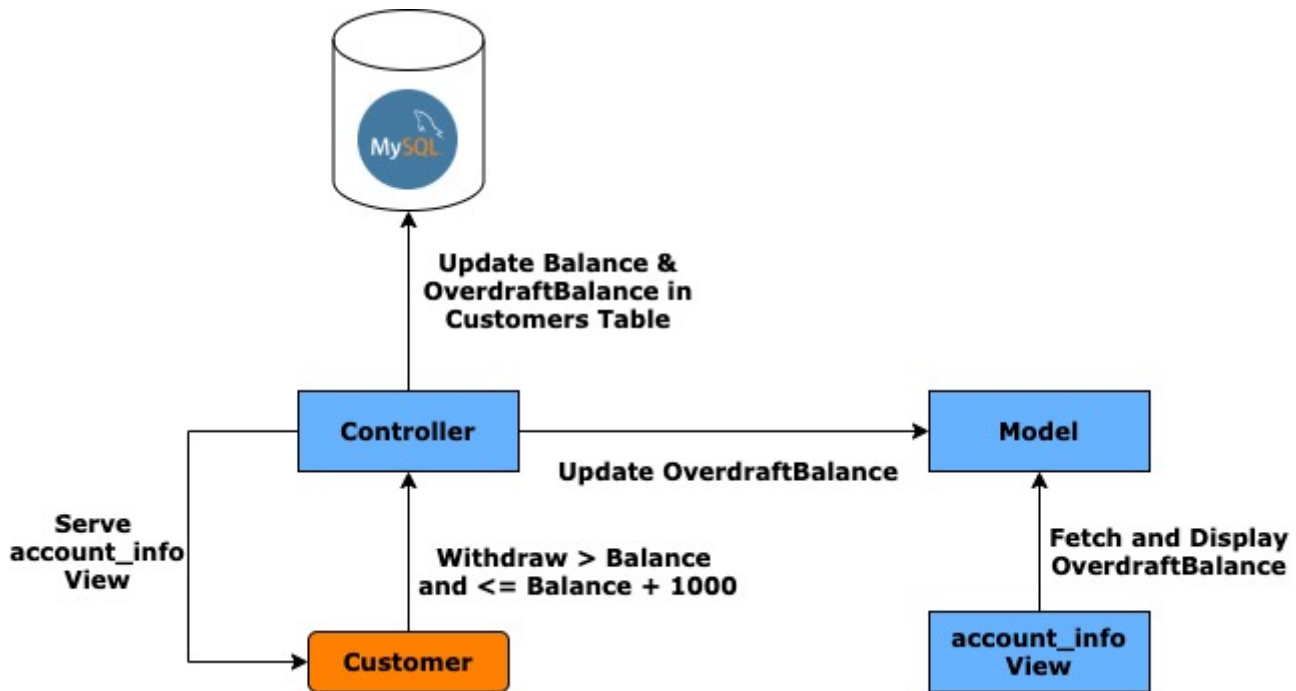 MySQL
Update Balance &
OverdraftBalance in
Customers Table
Controller
Model
Update OverdraftBalance
Serve
account_info
View
Withdraw > Balance
and <= Balance + 1000
Fetch and Display
OverdraftBalance
Customer
account_info
View